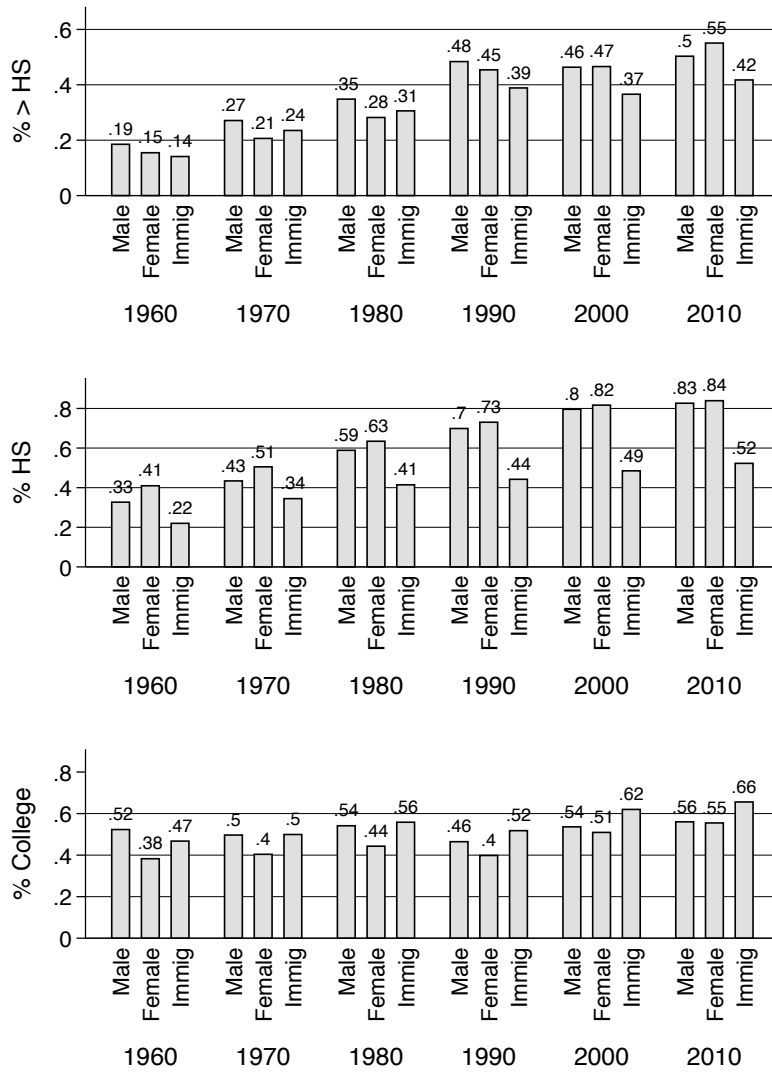 % > HS
.6
.4
.2
0
.19 .15 .14 .27 .21 .24 .35 .28 .31 .48 .45 .39 .46 .47 .37 .5 .55 .42
Male Female Immig Male Female Immig Male Female Immig Male Female Immig Male Female Immig Male Female Immig
1960 1970 1980 1990 2000 2010
% HS
.8
.6
.4
.2
0
.33 .41 .22 .43 .51 .34 .59 .63 .41 .7 .73 .44 .8 .82 .49 .83 .84 .52
Male Female Immig Male Female Immig Male Female Immig Male Female Immig Male Female Immig Male Female Immig
1960 1970 1980 1990 2000 2010
% College
.8
.6
.4
.2
0
.52 .38 .47 .5 .4 .5 .54 .44 .56 .46 .4 .52 .54 .51 .62 .56 .55 .66
Male Female Immig Male Female Immig Male Female Immig Male Female Immig Male Female Immig Male Female Immig
1960 1970 1980 1990 2000 2010